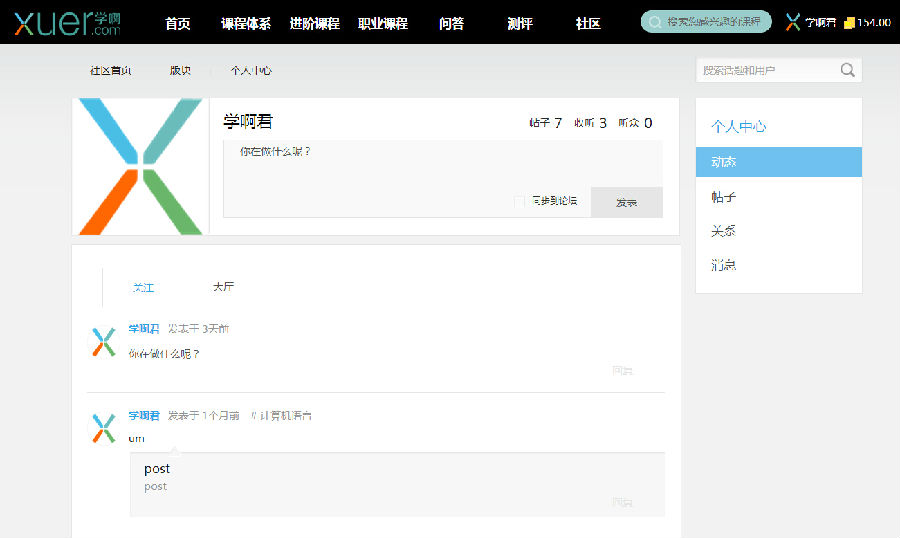 xuer学啊.com
首页 课程体系 进阶课程 职业课程 问答 测评 社区 搜索您感兴趣的课程 学啊君 154.00
社区首页 版块 个人中心 搜索话题和用户
学啊君 帖子 7 收听 3 听众 0
你在做什么呢？
同步到论坛 发表
个人中心
动态
帖子
关系
消息
关注 大厅
学啊君 发表于 3天前
你在做什么呢？
回复
学啊君 发表于 1个月前 # 计算机语言
um
post
post
回复